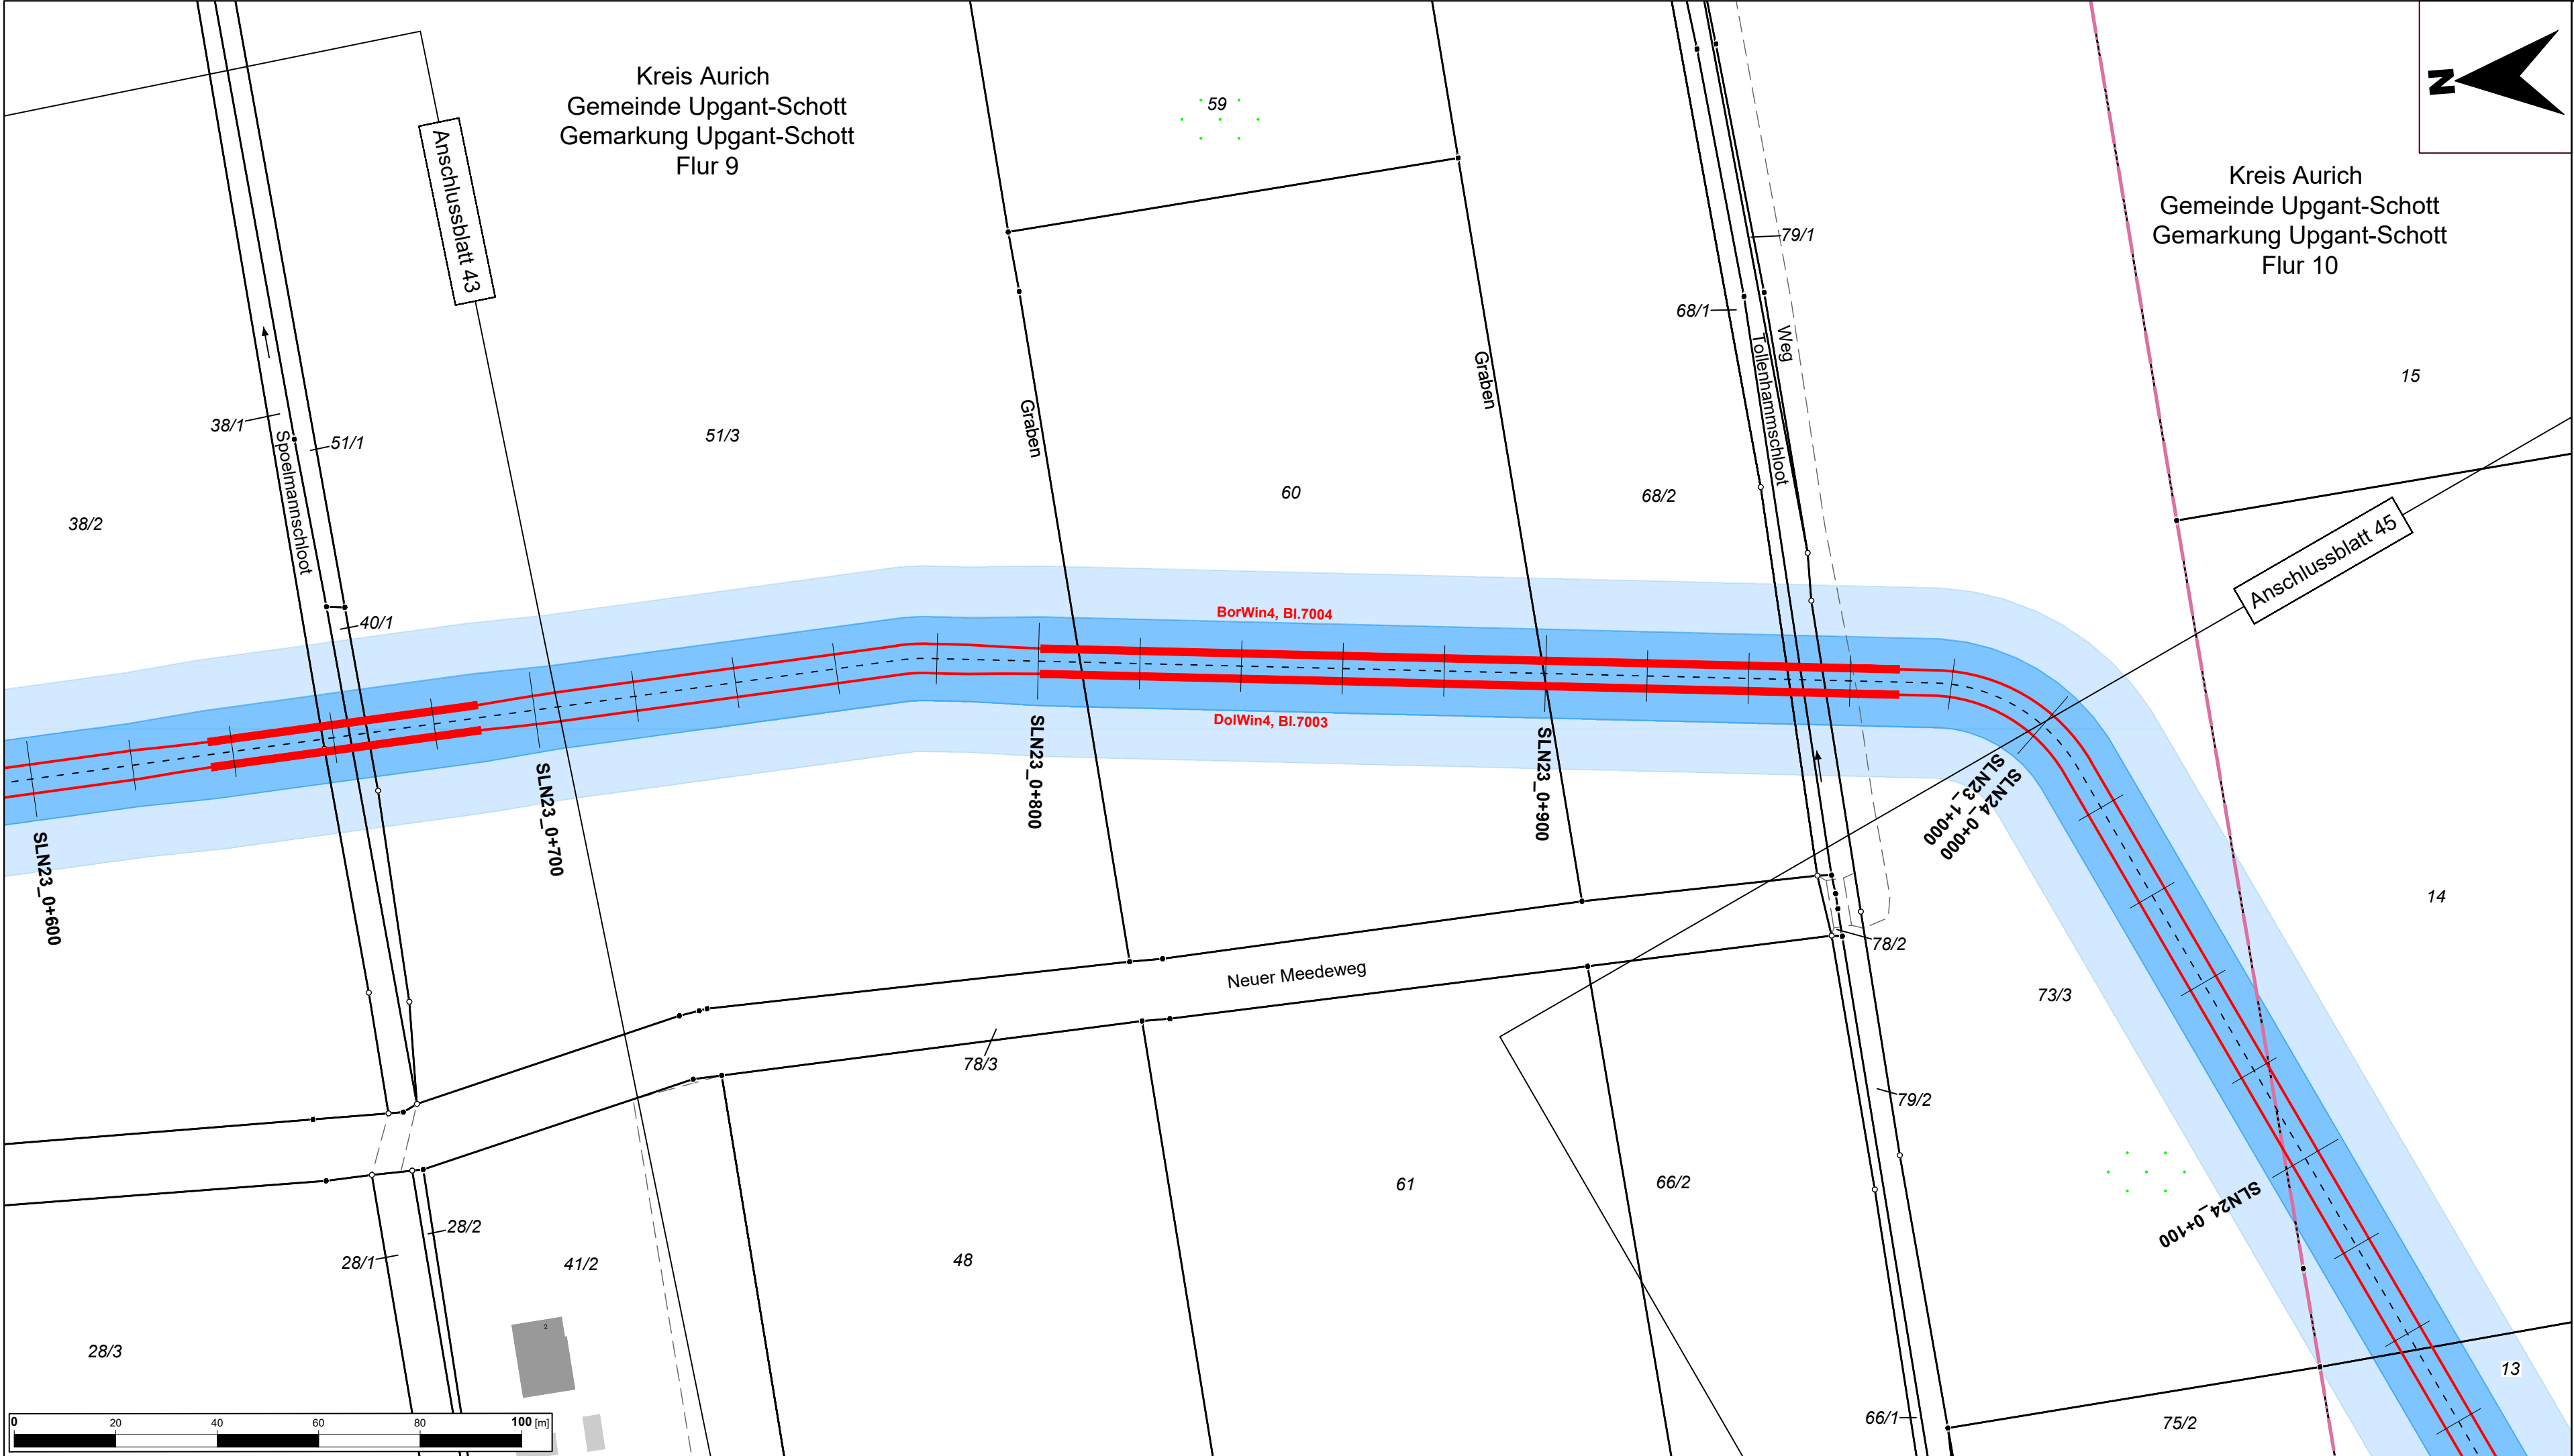 Kreis Aurich
Gemeinde Upgant-Schott
Gemarkung Upgant-Schott
Flur 9
59
N
Kreis Aurich
Gemeinde Upgant-Schott
Gemarkung Upgant-Schott
Flur 10
Anschlussblatt 43
79/1
68/1
Weg
Tollenhammschloot
15
Graben
Graben
38/1
Spoelmannschloot
51/1
51/3
60
68/2
38/2
Anschlussblatt 45
40/1
BorWin4, Bl.7004
DolWin4, Bl.7003
SLN23_0+600
SLN23_0+700
SLN23_0+800
SLN23_0+900
SLN23_1+000
SLN24_0+000
14
78/2
Neuer Meedeweg
73/3
78/3
79/2
61
66/2
SLN24_0+100
28/2
28/1
41/2
48
2
28/3
13
66/1
75/2
0 20 40 60 80 100 [m]